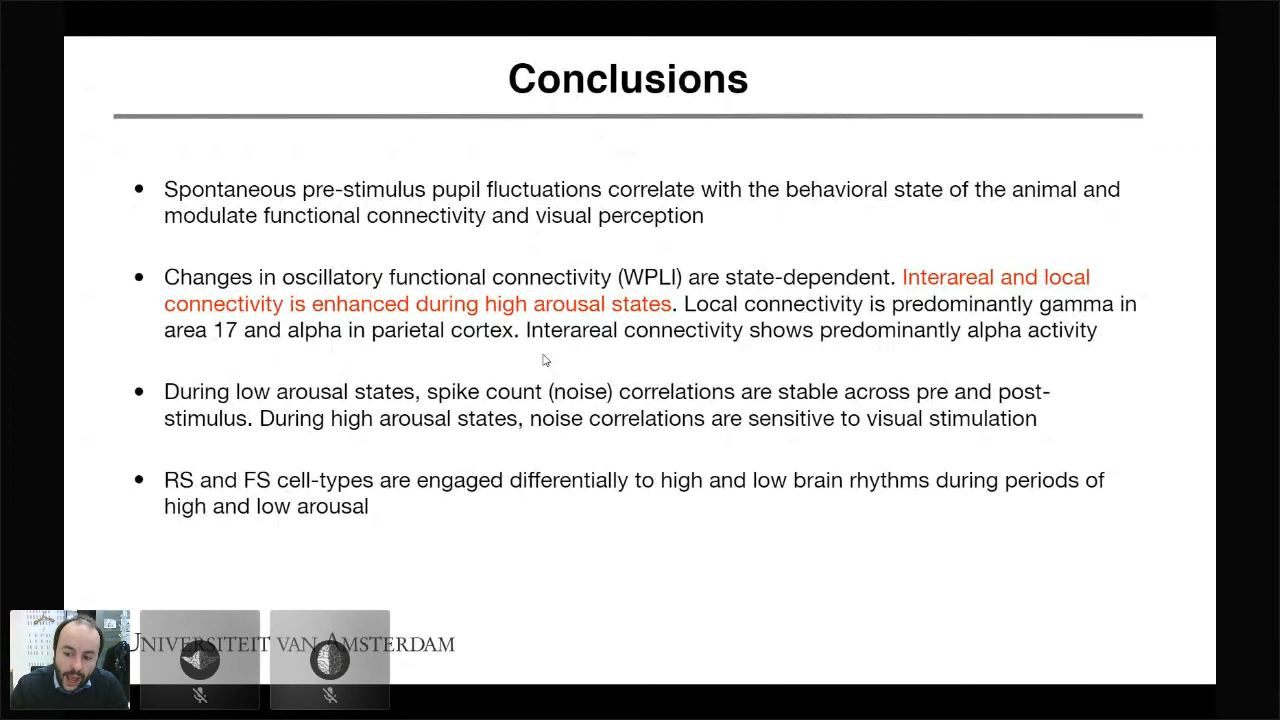 Conclusions
• Spontaneous pre-stimulus pupil fluctuations correlate with the behavioral state of the animal and
modulate functional connectivity and visual perception
• Changes in oscillatory functional connectivity (WPLI) are state-dependent. Interareal and local
connectivity is enhanced during high arousal states. Local connectivity is predominantly gamma in
area 17 and alpha in parietal cortex. Interareal connectivity shows predominantly alpha activity
• During low arousal states, spike count (noise) correlations are stable across pre and post-
stimulus. During high arousal states, noise correlations are sensitive to visual stimulation
• RS and FS cell-types are engaged differentially to high and low brain rhythms during periods of
high and low arousal
UNIVERSITEIT VAN AMSTERDAM